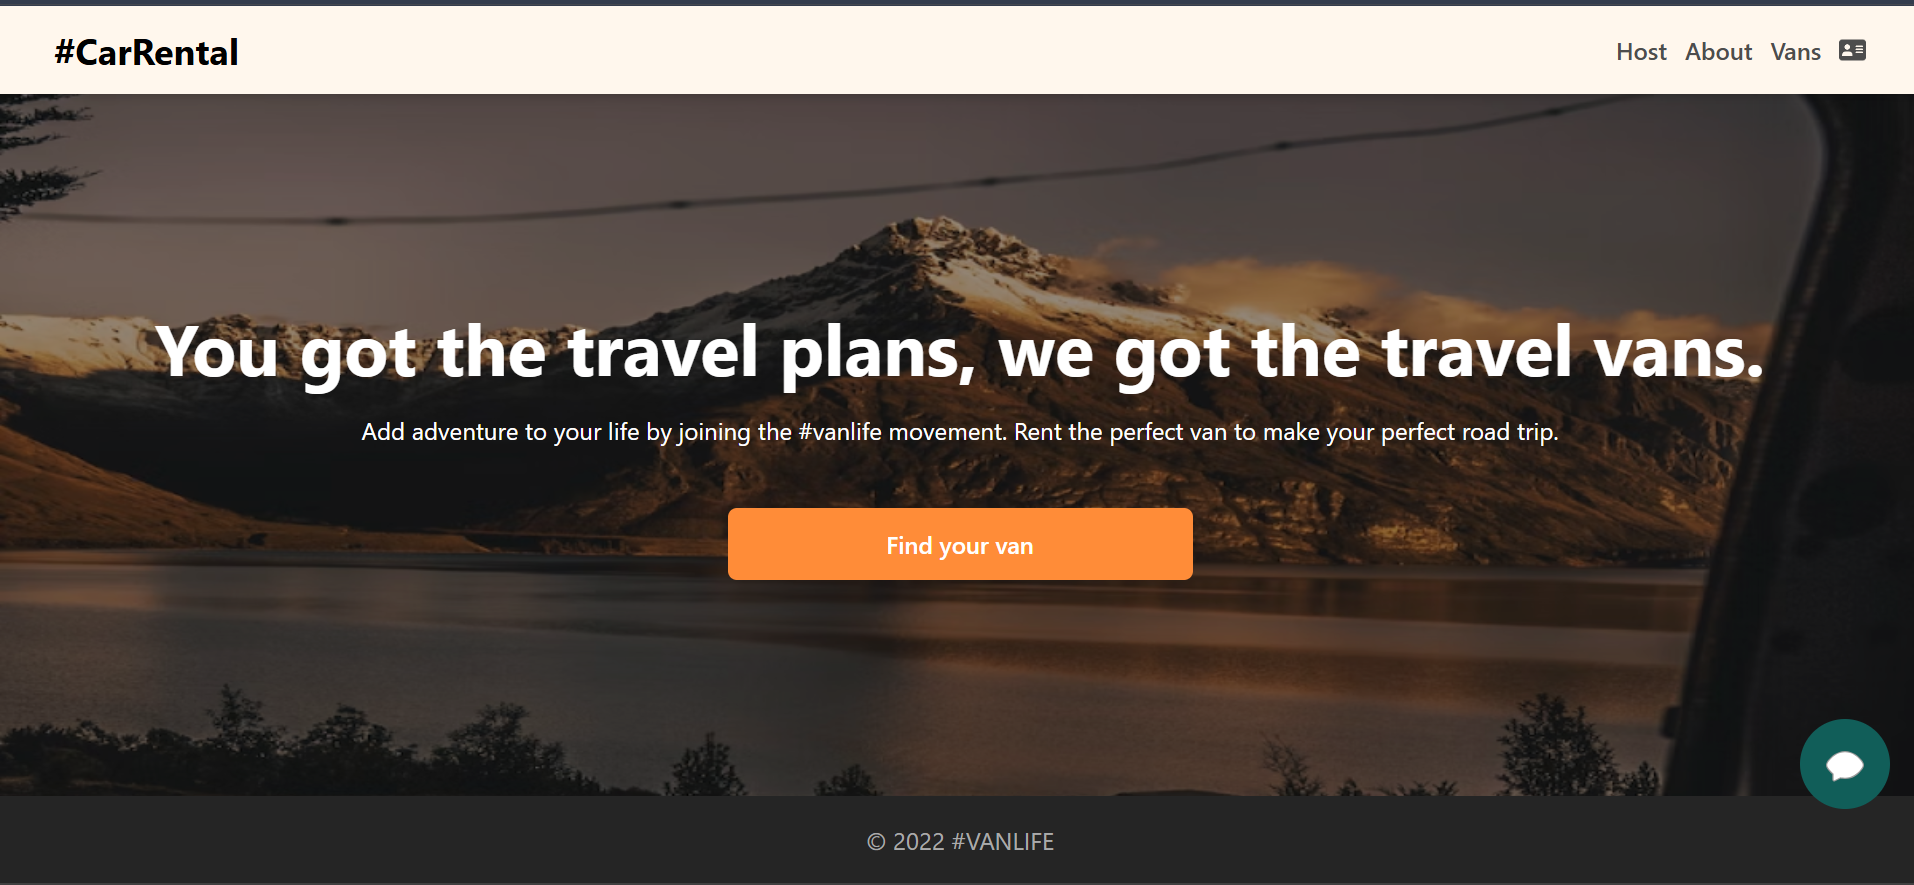 #CarRental
Host About Vans
You got the travel plans, we got the travel vans.
Add adventure to your life by joining the #vanlife movement. Rent the perfect van to make your perfect road trip.
Find your van
© 2022 #VANLIFE